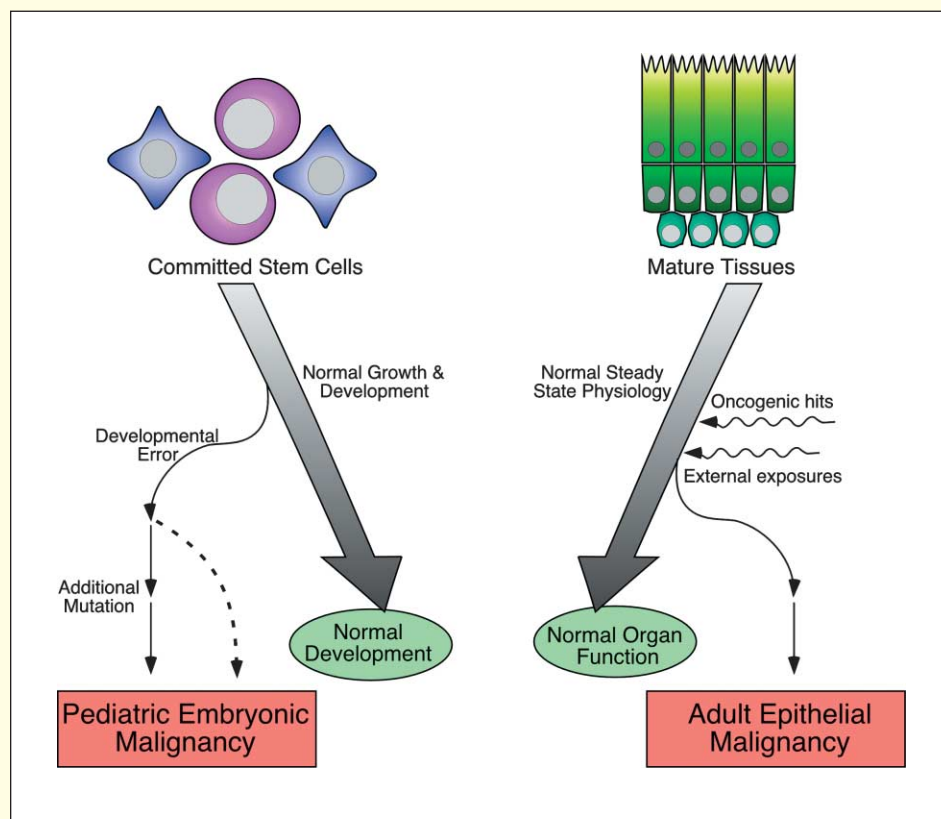 Committed Stem Cells
Mature Tissues
Normal Growth &
Development
Normal Steady
State Physiology
Oncogenic hits
Developmental
Error
External exposures
Additional
Mutation
Normal
Development
Normal Organ
Function
Pediatric Embryonic
Malignancy
Adult Epithelial
Malignancy